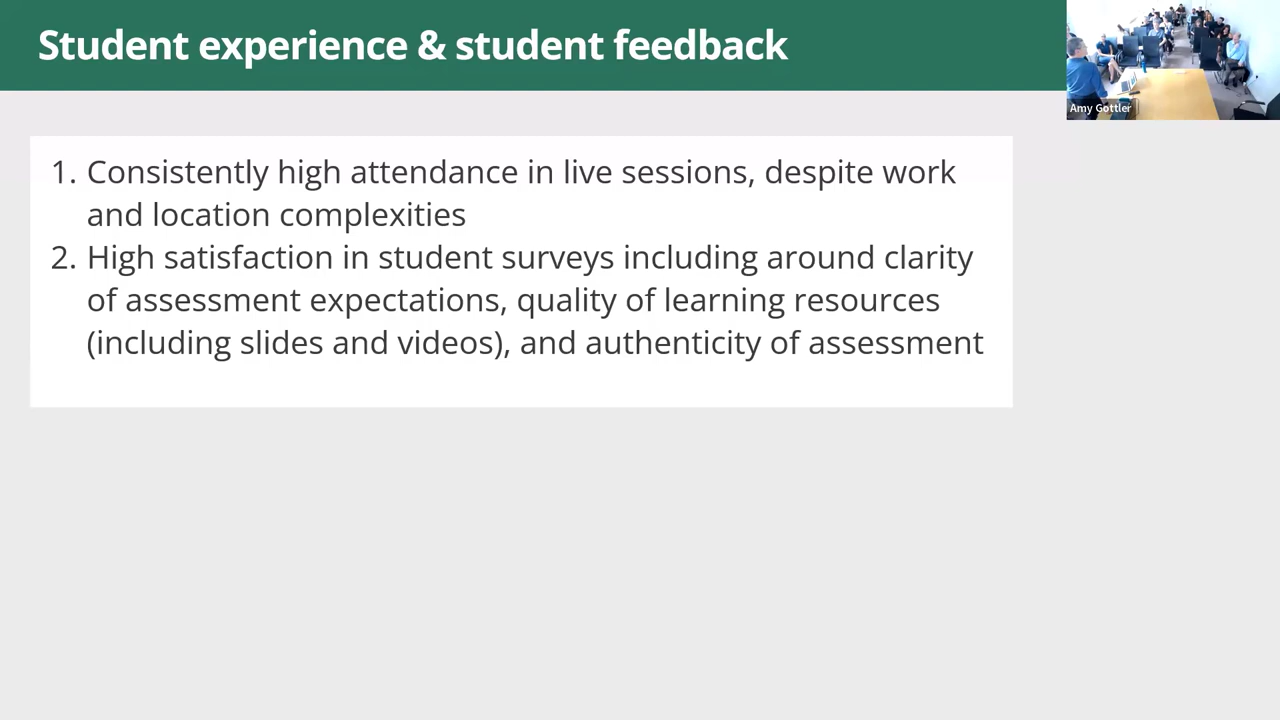 Student experience & student feedback
Amy Gottler
1. Consistently high attendance in live sessions, despite work
and location complexities
2. High satisfaction in student surveys including around clarity
of assessment expectations, quality of learning resources
(including slides and videos), and authenticity of assessment